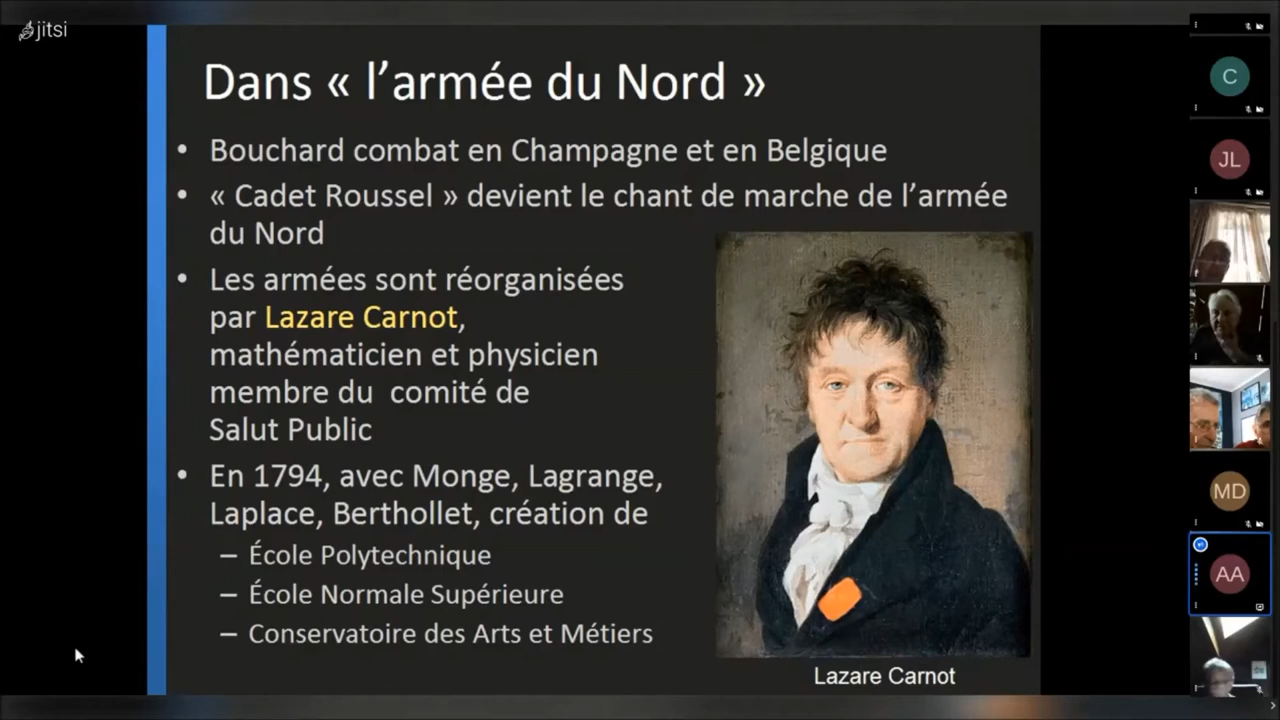 jitsi
Dans « l’armée du Nord »
• Bouchard combat en Champagne et en Belgique
• « Cadet Roussel » devient le chant de marche de l’armée
du Nord
• Les armées sont réorganisées
par Lazare Carnot,
mathématicien et physicien
membre du comité de
Salut Public
• En 1794, avec Monge, Lagrange,
Laplace, Berthollet, création de
– École Polytechnique
– École Normale Supérieure
– Conservatoire des Arts et Métiers
Lazare Carnot
C
JL
MD
AA